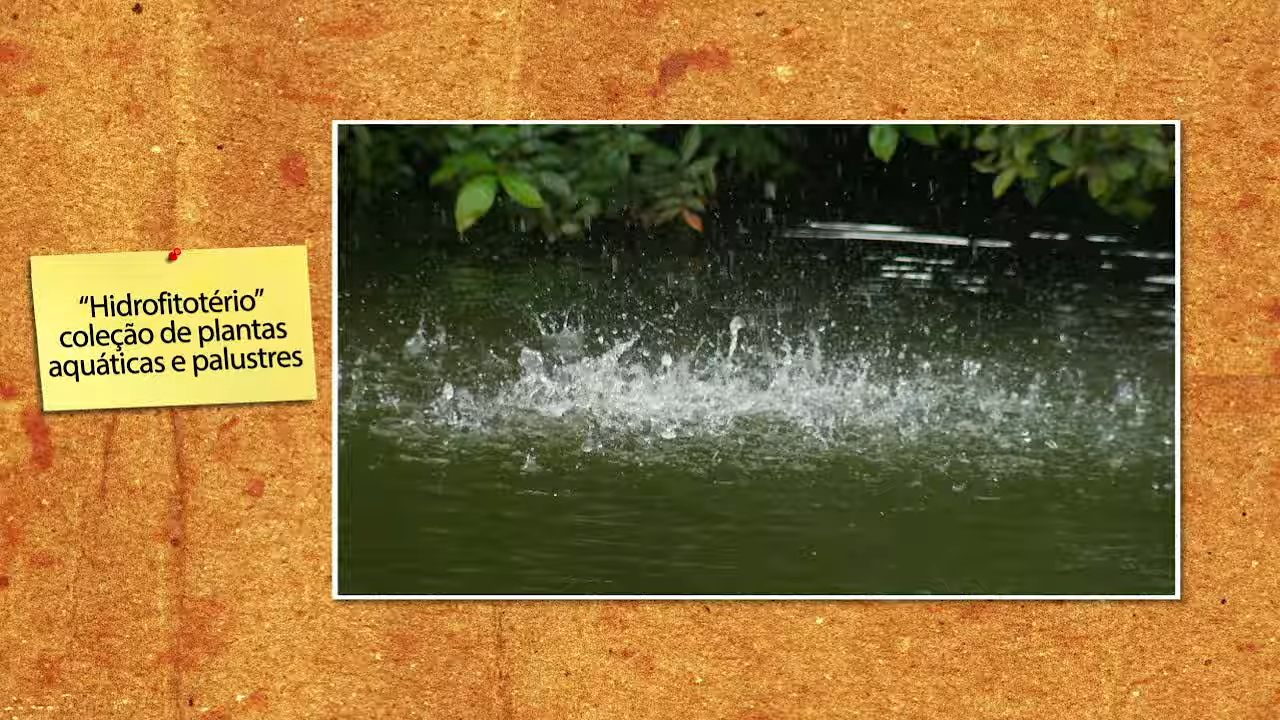 “Hidrofitotério”
coleção de plantas
aquáticas e palustres